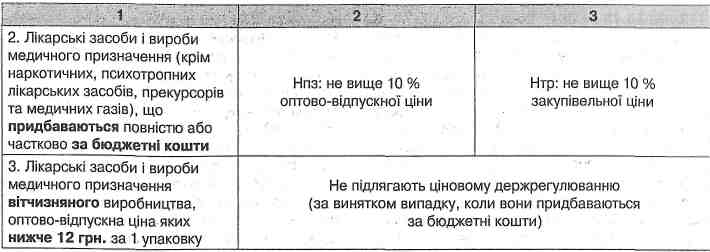 1
2
3
2. Лікарські засоби і вироби
медичного призначення (крім
наркотичних, психотропних
лікарських засобів, прекурсорів
та медичних газів), що
придбаваються повністю або
частково за бюджетні кошти
Нпз: не вище 10 %
оптово-відпускної ціни
Нтр: не вище 10 %
закупівельної ціни
3. Лікарські засоби і вироби
медичного призначення
вітчизняного виробництва,
оптово-відпускна ціна яких
нижче 12 грн. за 1 упаковку
Не підлягають ціновому держрегулюванню
(за винятком випадку, коли вони придбаваються
за бюджетні кошти)